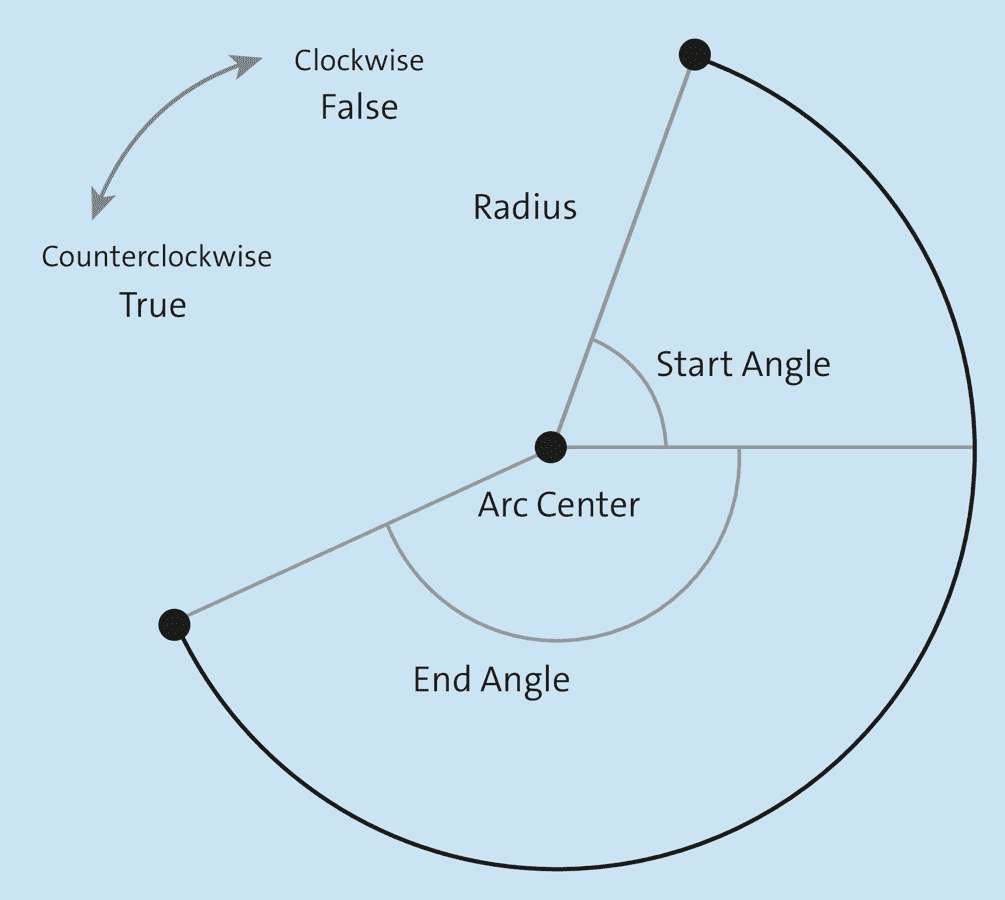 Clockwise
False
Radius
Counterclockwise
True
Start Angle
Arc Center
End Angle